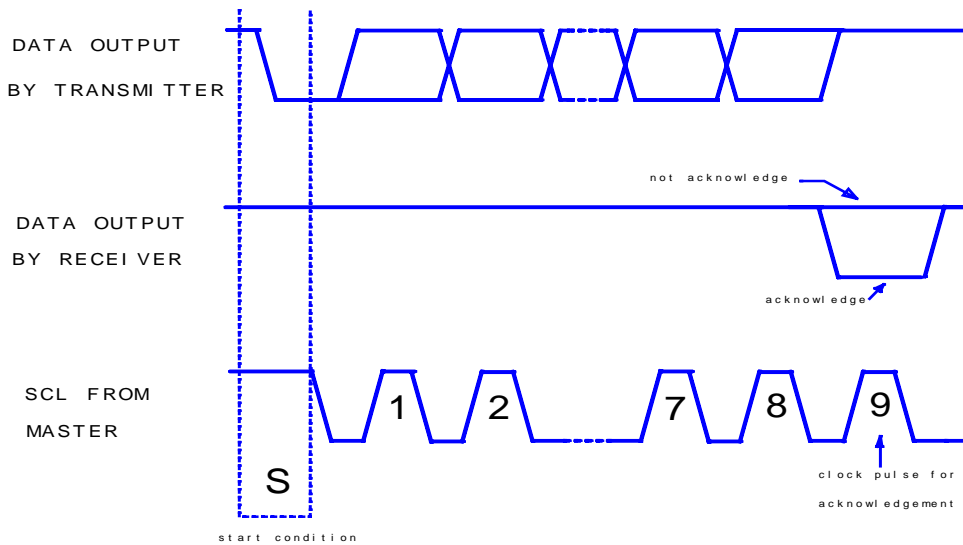 DATA OUTPUT
BY TRANSMITTER
not acknowledge
DATA OUTPUT
BY RECEIVER
acknowledge
SCL FROM
MASTER
1 2 7 8 9
S
clock pulse for
acknowledgement
start condition